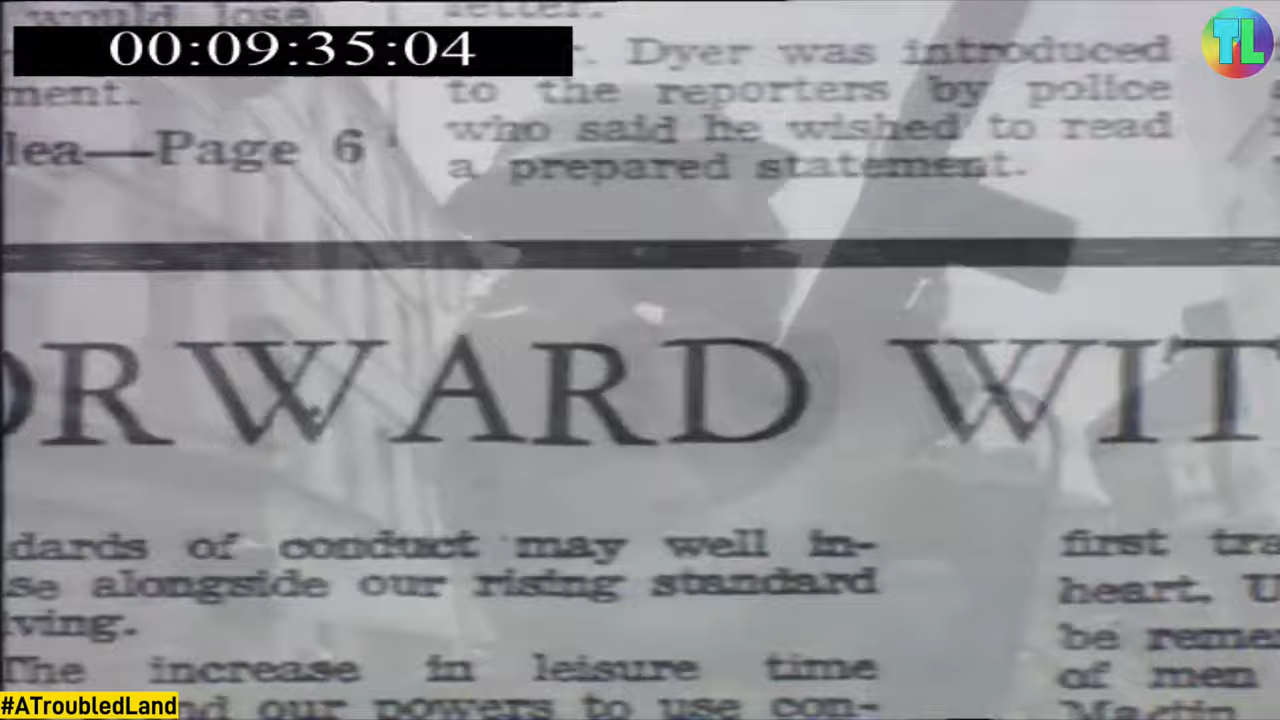 would lose
00:09:35:04
ment.
lea—Page 6
letter.
. Dyer was introduced
to the reporters by police
who said he wished to read
a prepared statement.
TL
ORWARD WIT
dards of conduct may well in-
se alongside our rising standard
ving.
The increase in leisure time
nd our powers to use con-
first tra
heart. U
be reme
of men
Martin
#ATroubledLand